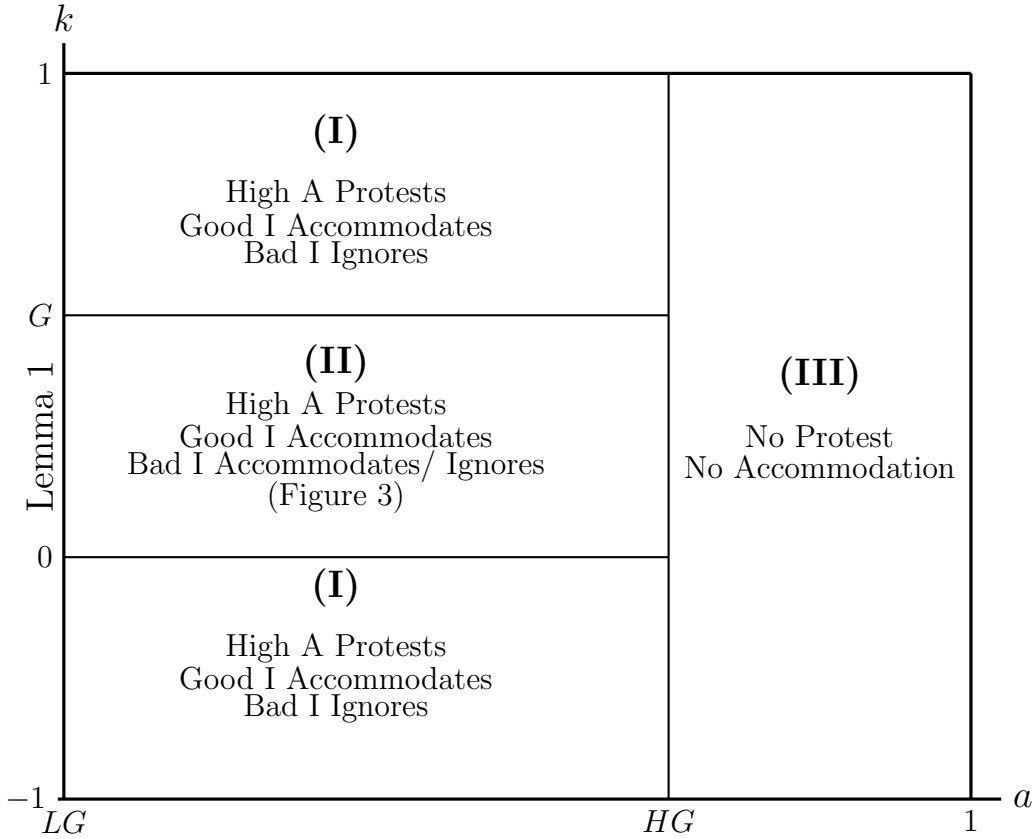 k
1
(I)
High A Protests
Good I Accommodates
Bad I Ignores
G
Lemma 1
(II)
High A Protests
Good I Accommodates
Bad I Accommodates/ Ignores
(Figure 3)
(III)
No Protest
No Accommodation
0
(I)
High A Protests
Good I Accommodates
Bad I Ignores
−1
LG
HG
1
a